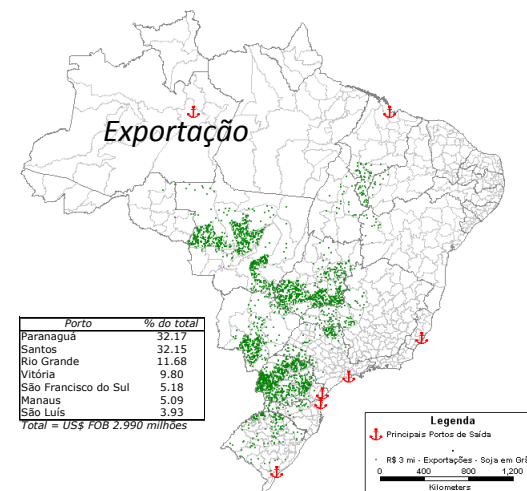 Exportação
Porto % do total
Paranaguá 32.17
Santos 32.15
Rio Grande 11.68
Vitória 9.80
São Francisco do Sul 5.18
Manaus 5.09
São Luís 3.93
Total = US$ FOB 2.990 milhões
Legenda
Principais Portos de Saída
R$ 3 mi - Exportações - Soja em Grã
0 400 800 1,200
Kilometers